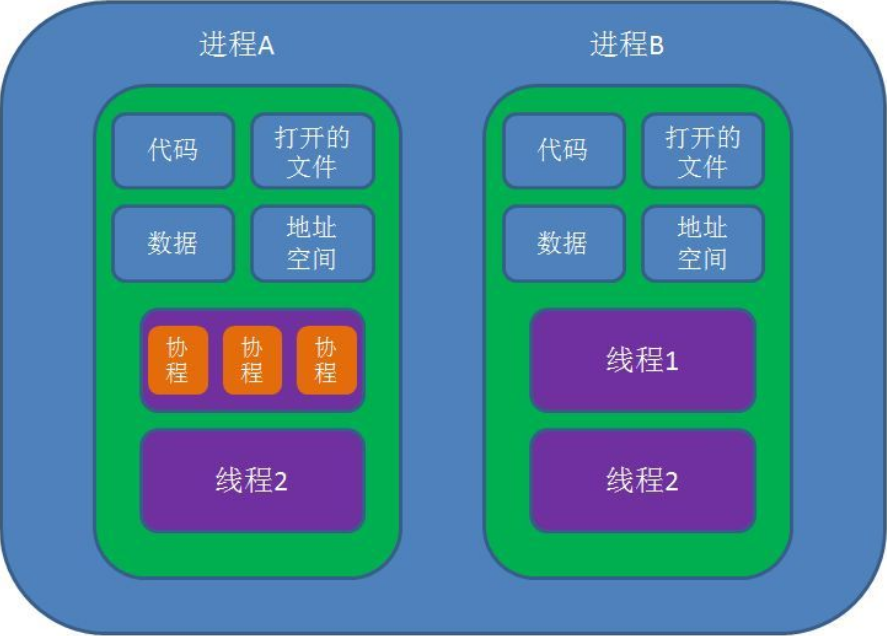 进程A
进程B
代码
打开的
文件
代码
打开的
文件
数据
地址
空间
数据
地址
空间
协
程
协
程
协
程
线程1
线程2
线程2